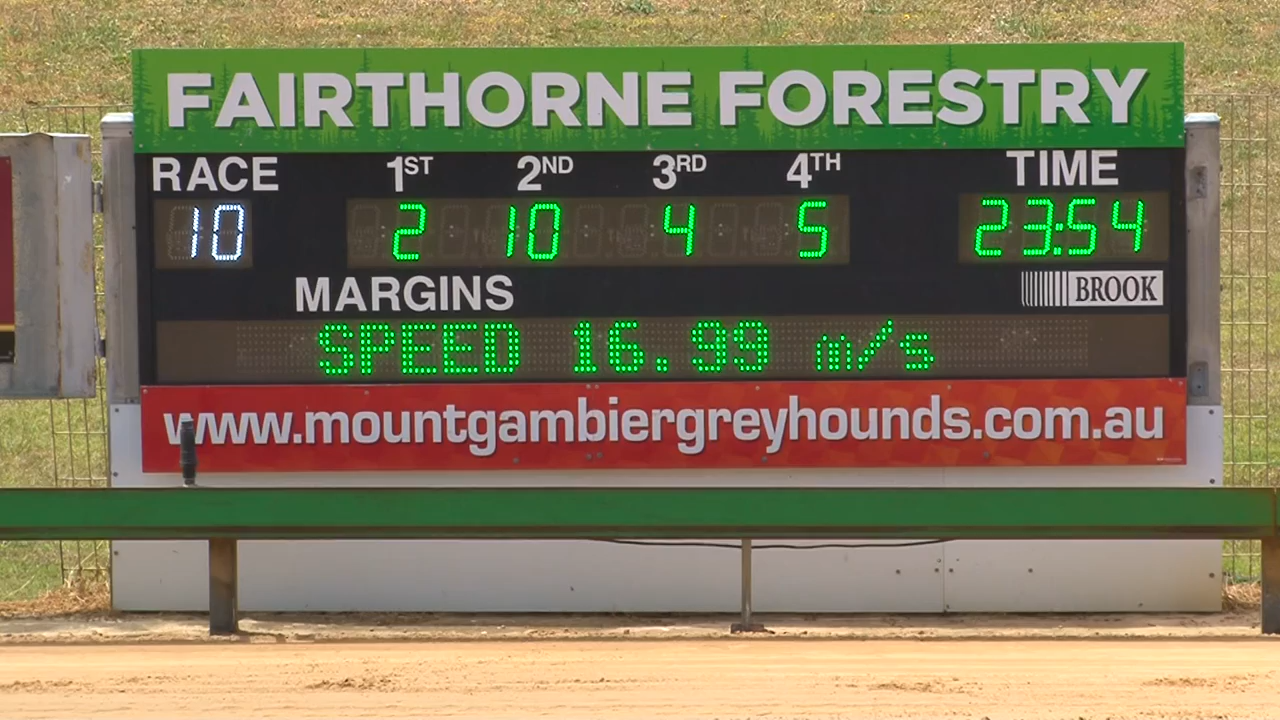 FAIRTHORNE FORESTRY
RACE 1ST 2ND 3RD 4TH TIME
10 2 10 4 5 23:54
MARGINS BROOK
SPEED 16.99 m/s
www.mountgambiergreyhounds.com.au